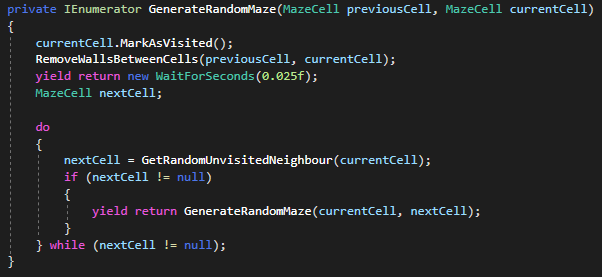 private IEnumerator GenerateRandomMaze(MazeCell previousCell, MazeCell currentCell)
{
    currentCell.MarkAsVisited();
    RemoveWallsBetweenCells(previousCell, currentCell);
    yield return new WaitForSeconds(0.025f);
    MazeCell nextCell;

    do
    {
        nextCell = GetRandomUnvisitedNeighbour(currentCell);
        if (nextCell != null)
        {
            yield return GenerateRandomMaze(currentCell, nextCell);
        }
    } while (nextCell != null);
}